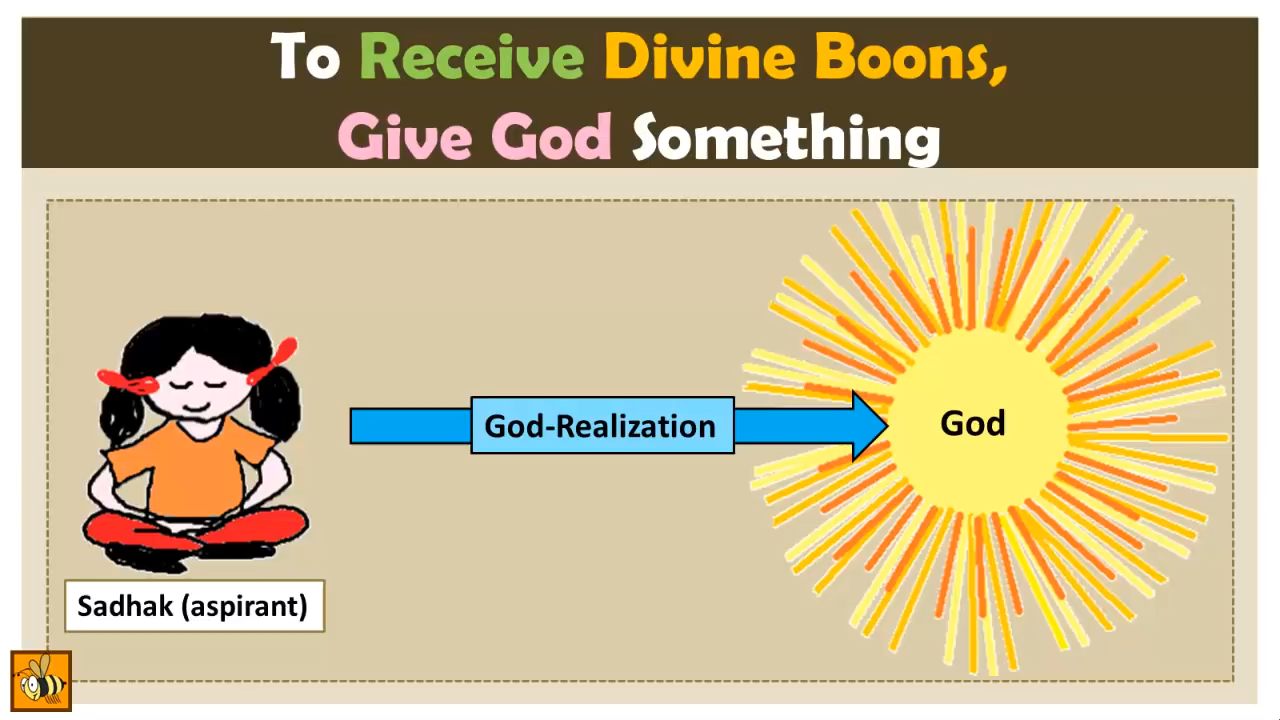 To Receive Divine Boons,
Give God Something
God-Realization
God
Sadhak (aspirant)